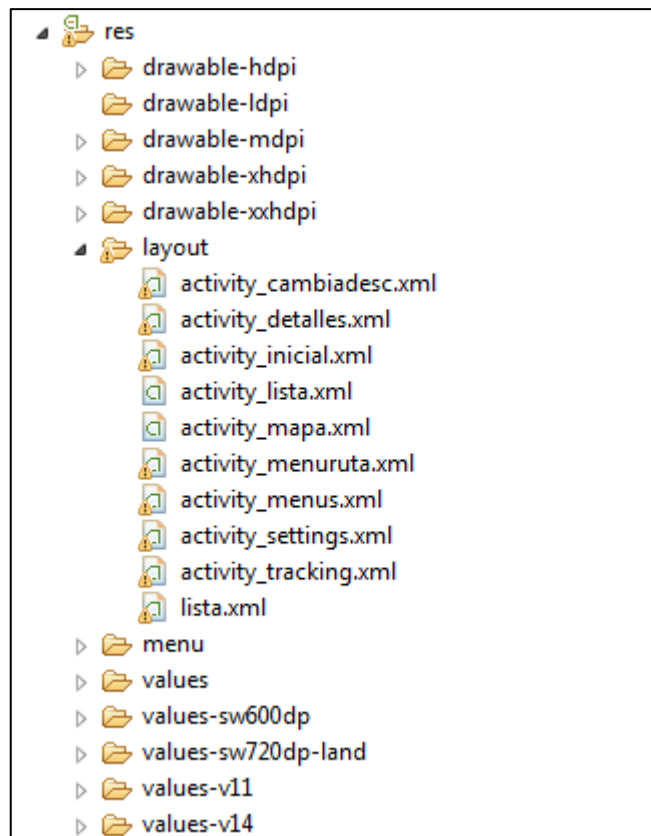 res
drawable-hdpi
drawable-ldpi
drawable-mdpi
drawable-xhdpi
drawable-xxhdpi
layout
activity_cambiadesc.xml
activity_detalles.xml
activity_inicial.xml
activity_lista.xml
activity_mapa.xml
activity_menuruta.xml
activity_menus.xml
activity_settings.xml
activity_tracking.xml
lista.xml
menu
values
values-sw600dp
values-sw720dp-land
values-v11
values-v14